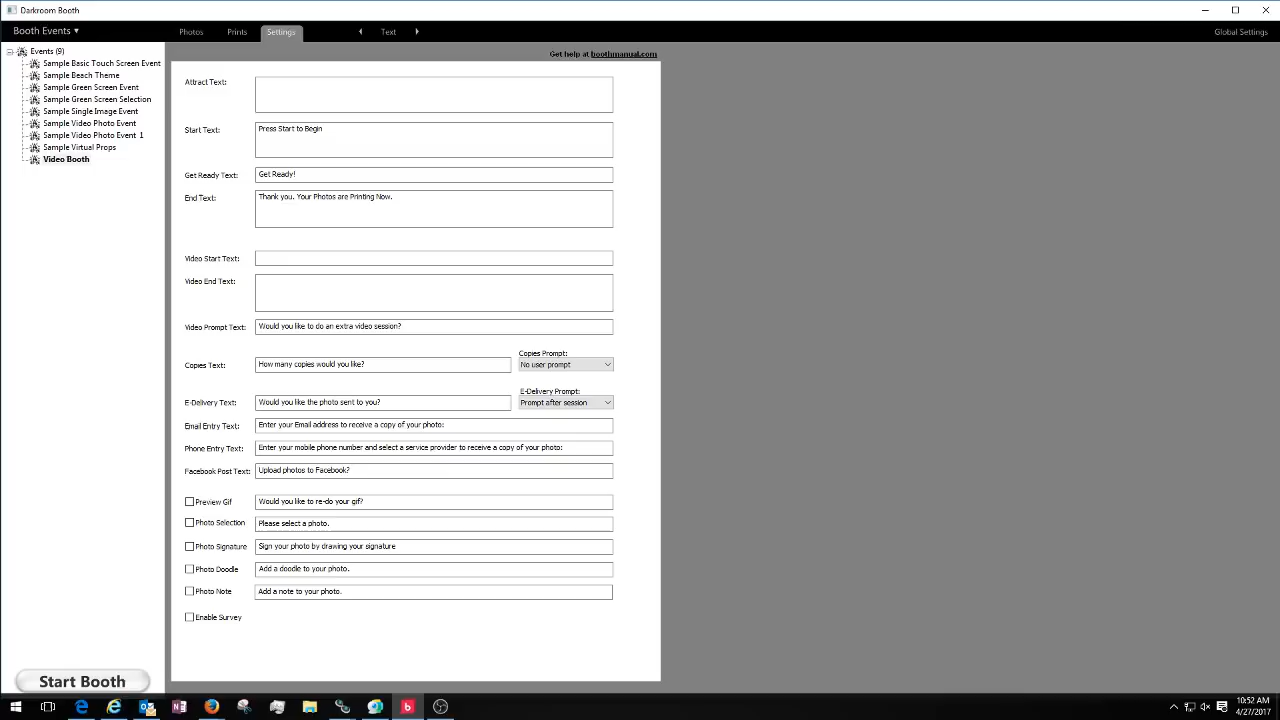 Darkroom Booth
Booth Events ▾
Photos
Prints
Settings
Text
Global Settings
Events (9)
Sample Basic Touch Screen Event
Sample Beach Theme
Sample Green Screen Event
Sample Green Screen Selection
Sample Single Image Event
Sample Video Photo Event
Sample Video Photo Event 1
Sample Virtual Props
Video Booth
Start Booth
Get help at boothmanual.com
Attract Text:
Start Text:
Press Start to Begin
Get Ready Text:
Get Ready!
End Text:
Thank you. Your Photos are Printing Now.
Video Start Text:
Video End Text:
Video Prompt Text:
Would you like to do an extra video session?
Copies Prompt:
Copies Text:
How many copies would you like?
No user prompt
E-Delivery Prompt:
E-Delivery Text:
Would you like the photo sent to you?
Prompt after session
Email Entry Text:
Enter your Email address to receive a copy of your photo:
Phone Entry Text:
Enter your mobile phone number and select a service provider to receive a copy of your photo:
Facebook Post Text:
Upload photos to Facebook?
Preview Gif
Would you like to re-do your gif?
Photo Selection
Please select a photo.
Photo Signature
Sign your photo by drawing your signature
Photo Doodle
Add a doodle to your photo.
Photo Note
Add a note to your photo.
Enable Survey
10:52 AM
4/27/2017